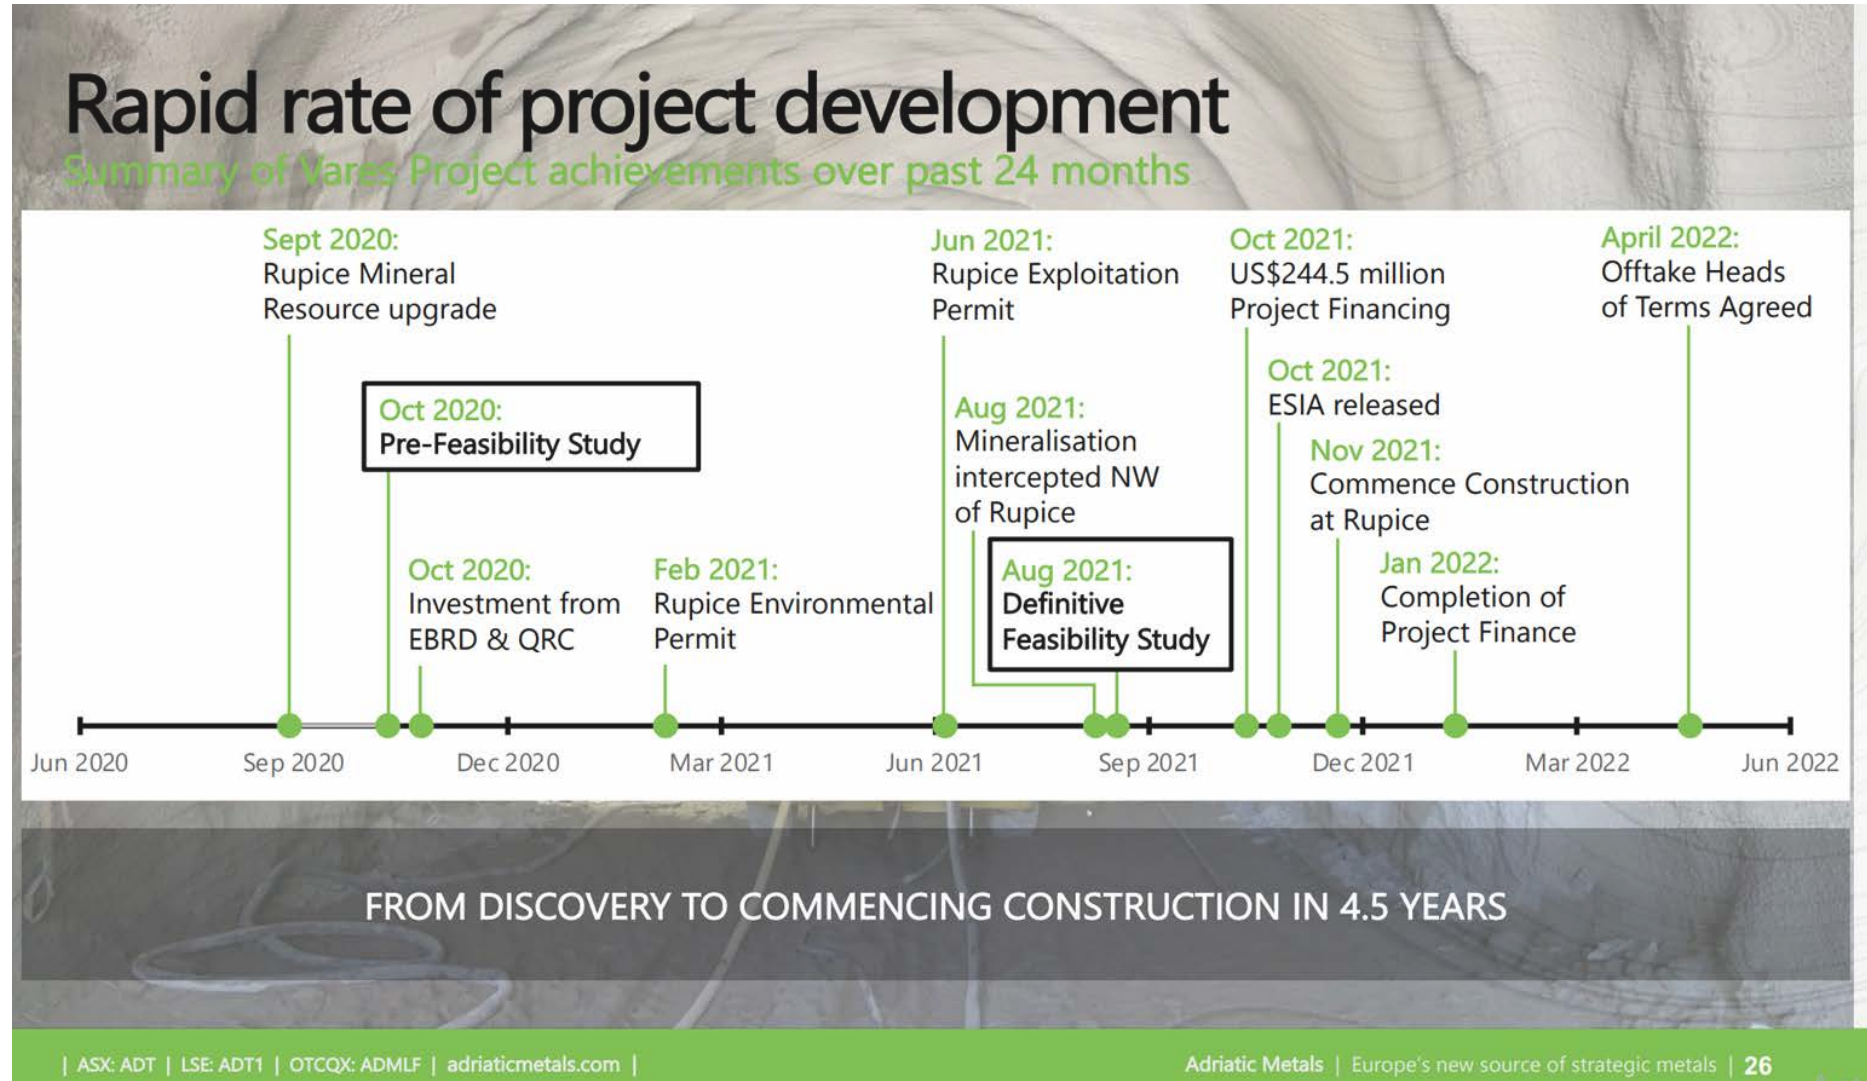 Rapid rate of project development
Summary of Vares Project achievements over past 24 months
Sept 2020:
Rupice Mineral
Resource upgrade
Oct 2020:
Pre-Feasibility Study
Oct 2020:
Investment from
EBRD & QRC
Feb 2021:
Rupice Environmental
Permit
Jun 2021:
Rupice Exploitation
Permit
Aug 2021:
Mineralisation
intercepted NW
of Rupice
Aug 2021:
Definitive
Feasibility Study
Oct 2021:
US$244.5 million
Project Financing
Oct 2021:
ESIA released
Nov 2021:
Commence Construction
at Rupice
Jan 2022:
Completion of
Project Finance
April 2022:
Offtake Heads
of Terms Agreed
Jun 2020 Sep 2020 Dec 2020 Mar 2021 Jun 2021 Sep 2021 Dec 2021 Mar 2022 Jun 2022
FROM DISCOVERY TO COMMENCING CONSTRUCTION IN 4.5 YEARS
| ASX: ADT | LSE: ADT1 | OTCQX: ADMLF | adriaticmetals.com |
Adriatic Metals | Europe's new source of strategic metals | 26